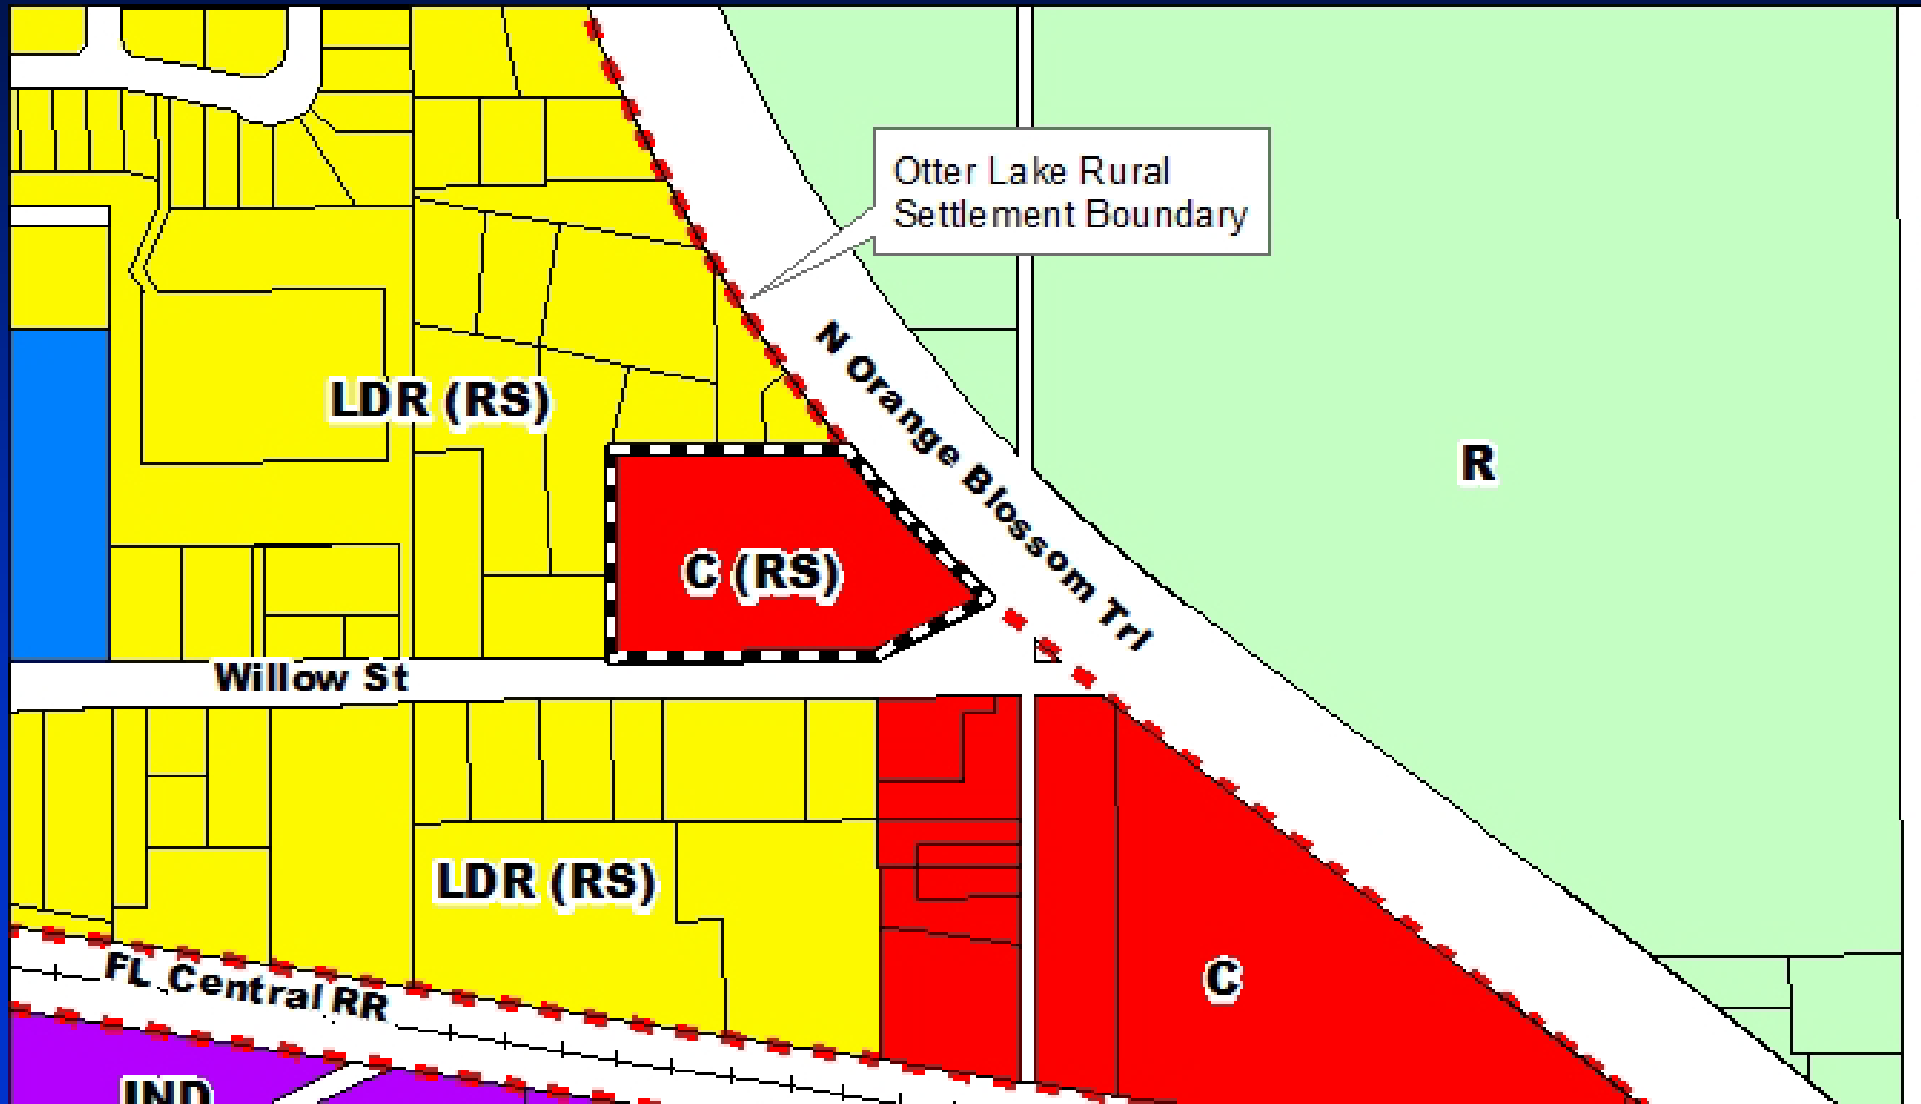 Otter Lake Rural
Settlement Boundary
N Orange Blossom Trl
LDR (RS)
R
C (RS)
Willow St
LDR (RS)
C
FL Central RR
IND